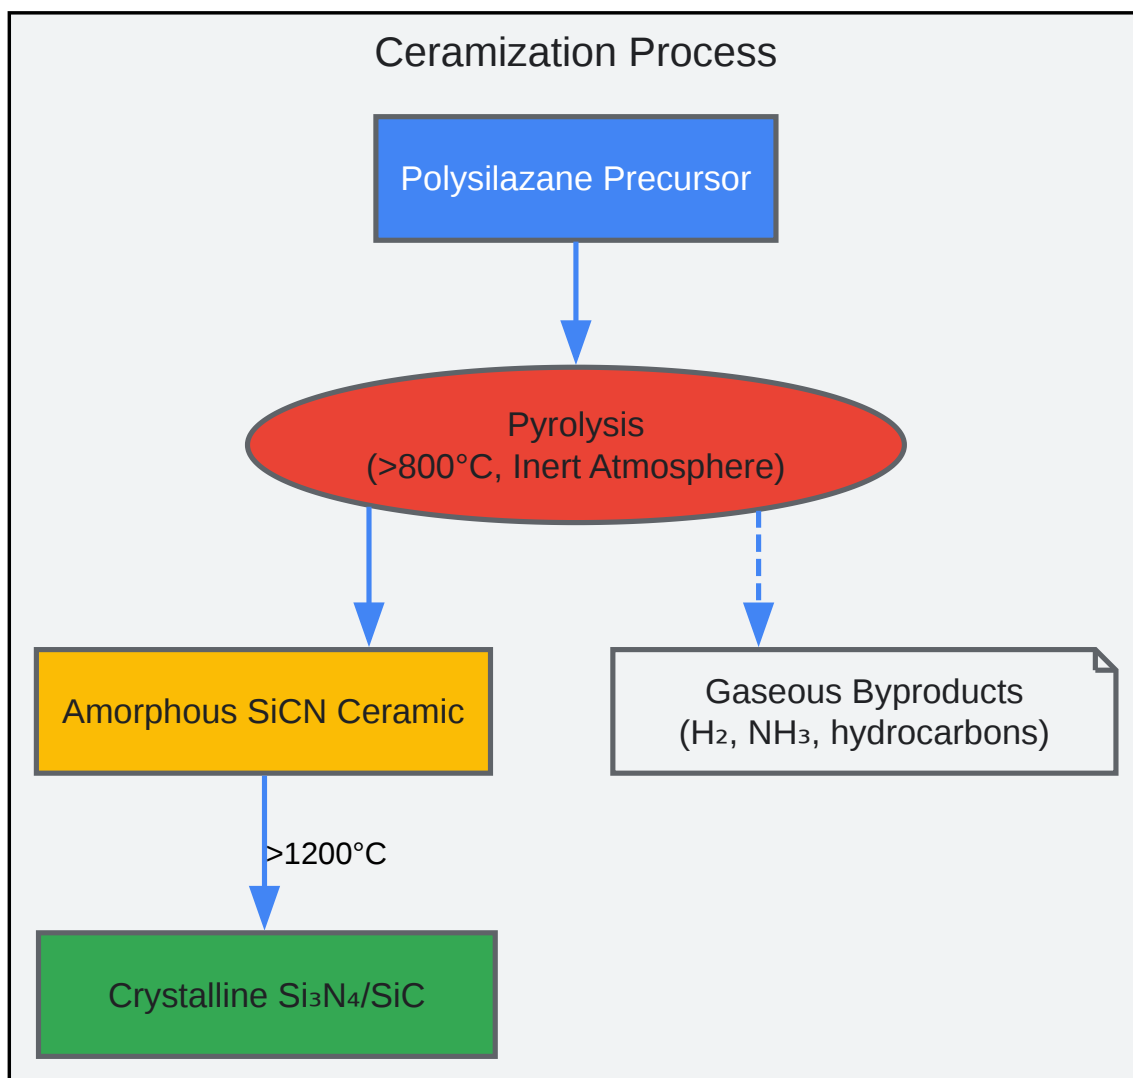 Ceramization Process
Polysilazane Precursor
Pyrolysis
(>800°C, Inert Atmosphere)
Amorphous SiCN Ceramic
Gaseous Byproducts
(H₂, NH₃, hydrocarbons)
>1200°C
Crystalline Si₃N₄/SiC